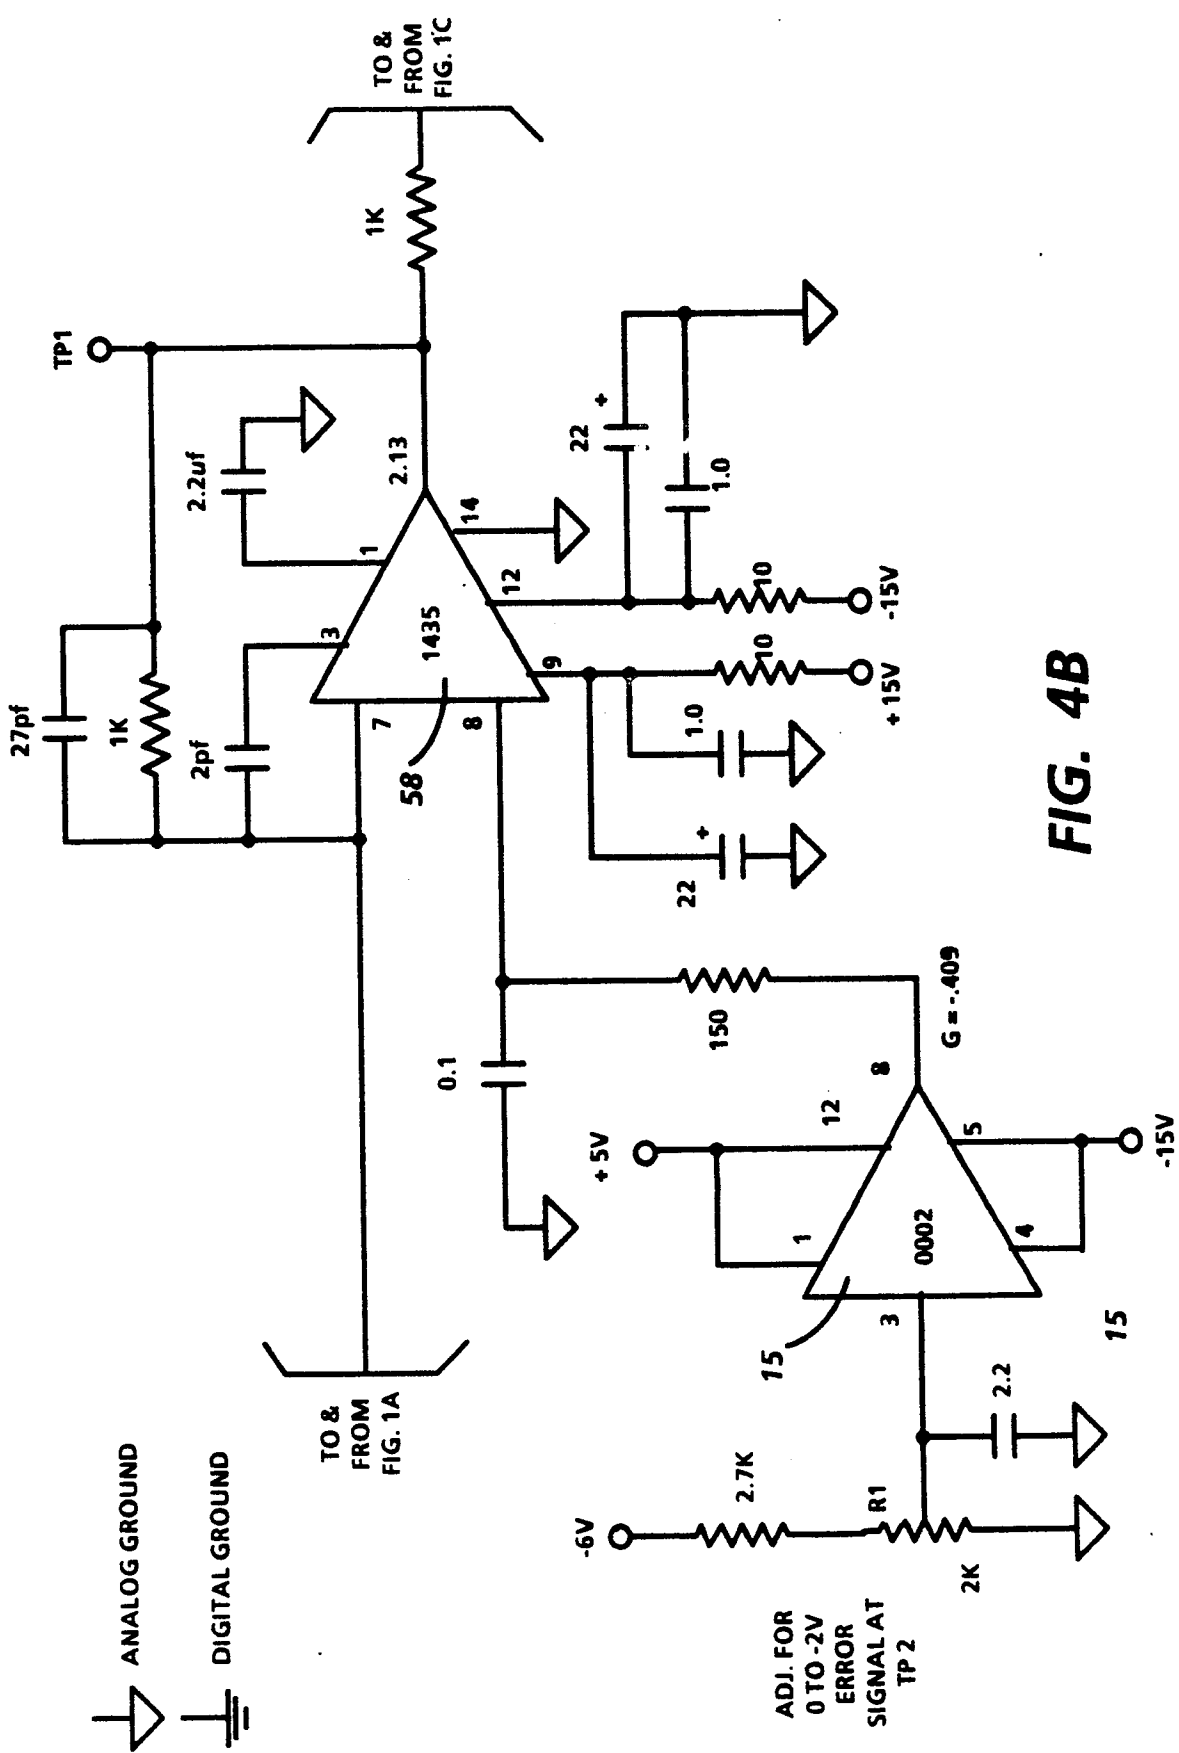 ANALOG GROUND
DIGITAL GROUND
TO &
FROM
FIG. 1A
27pf
1K
2pf
3
7
8
58
1435
1
2.2uf
2.13
TP1
1K
TO &
FROM
FIG. 1C
14
12
9
22
+
1.0
10
-15V
10
+ 15V
1.0
22
+
0.1
150
G = -.409
+ 5V
12
8
1
0002
5
4
-15V
3
15
15
2.2
-6V
2.7K
R1
2K
ADJ. FOR
0 TO -2V
ERROR
SIGNAL AT
TP 2
FIG. 4B